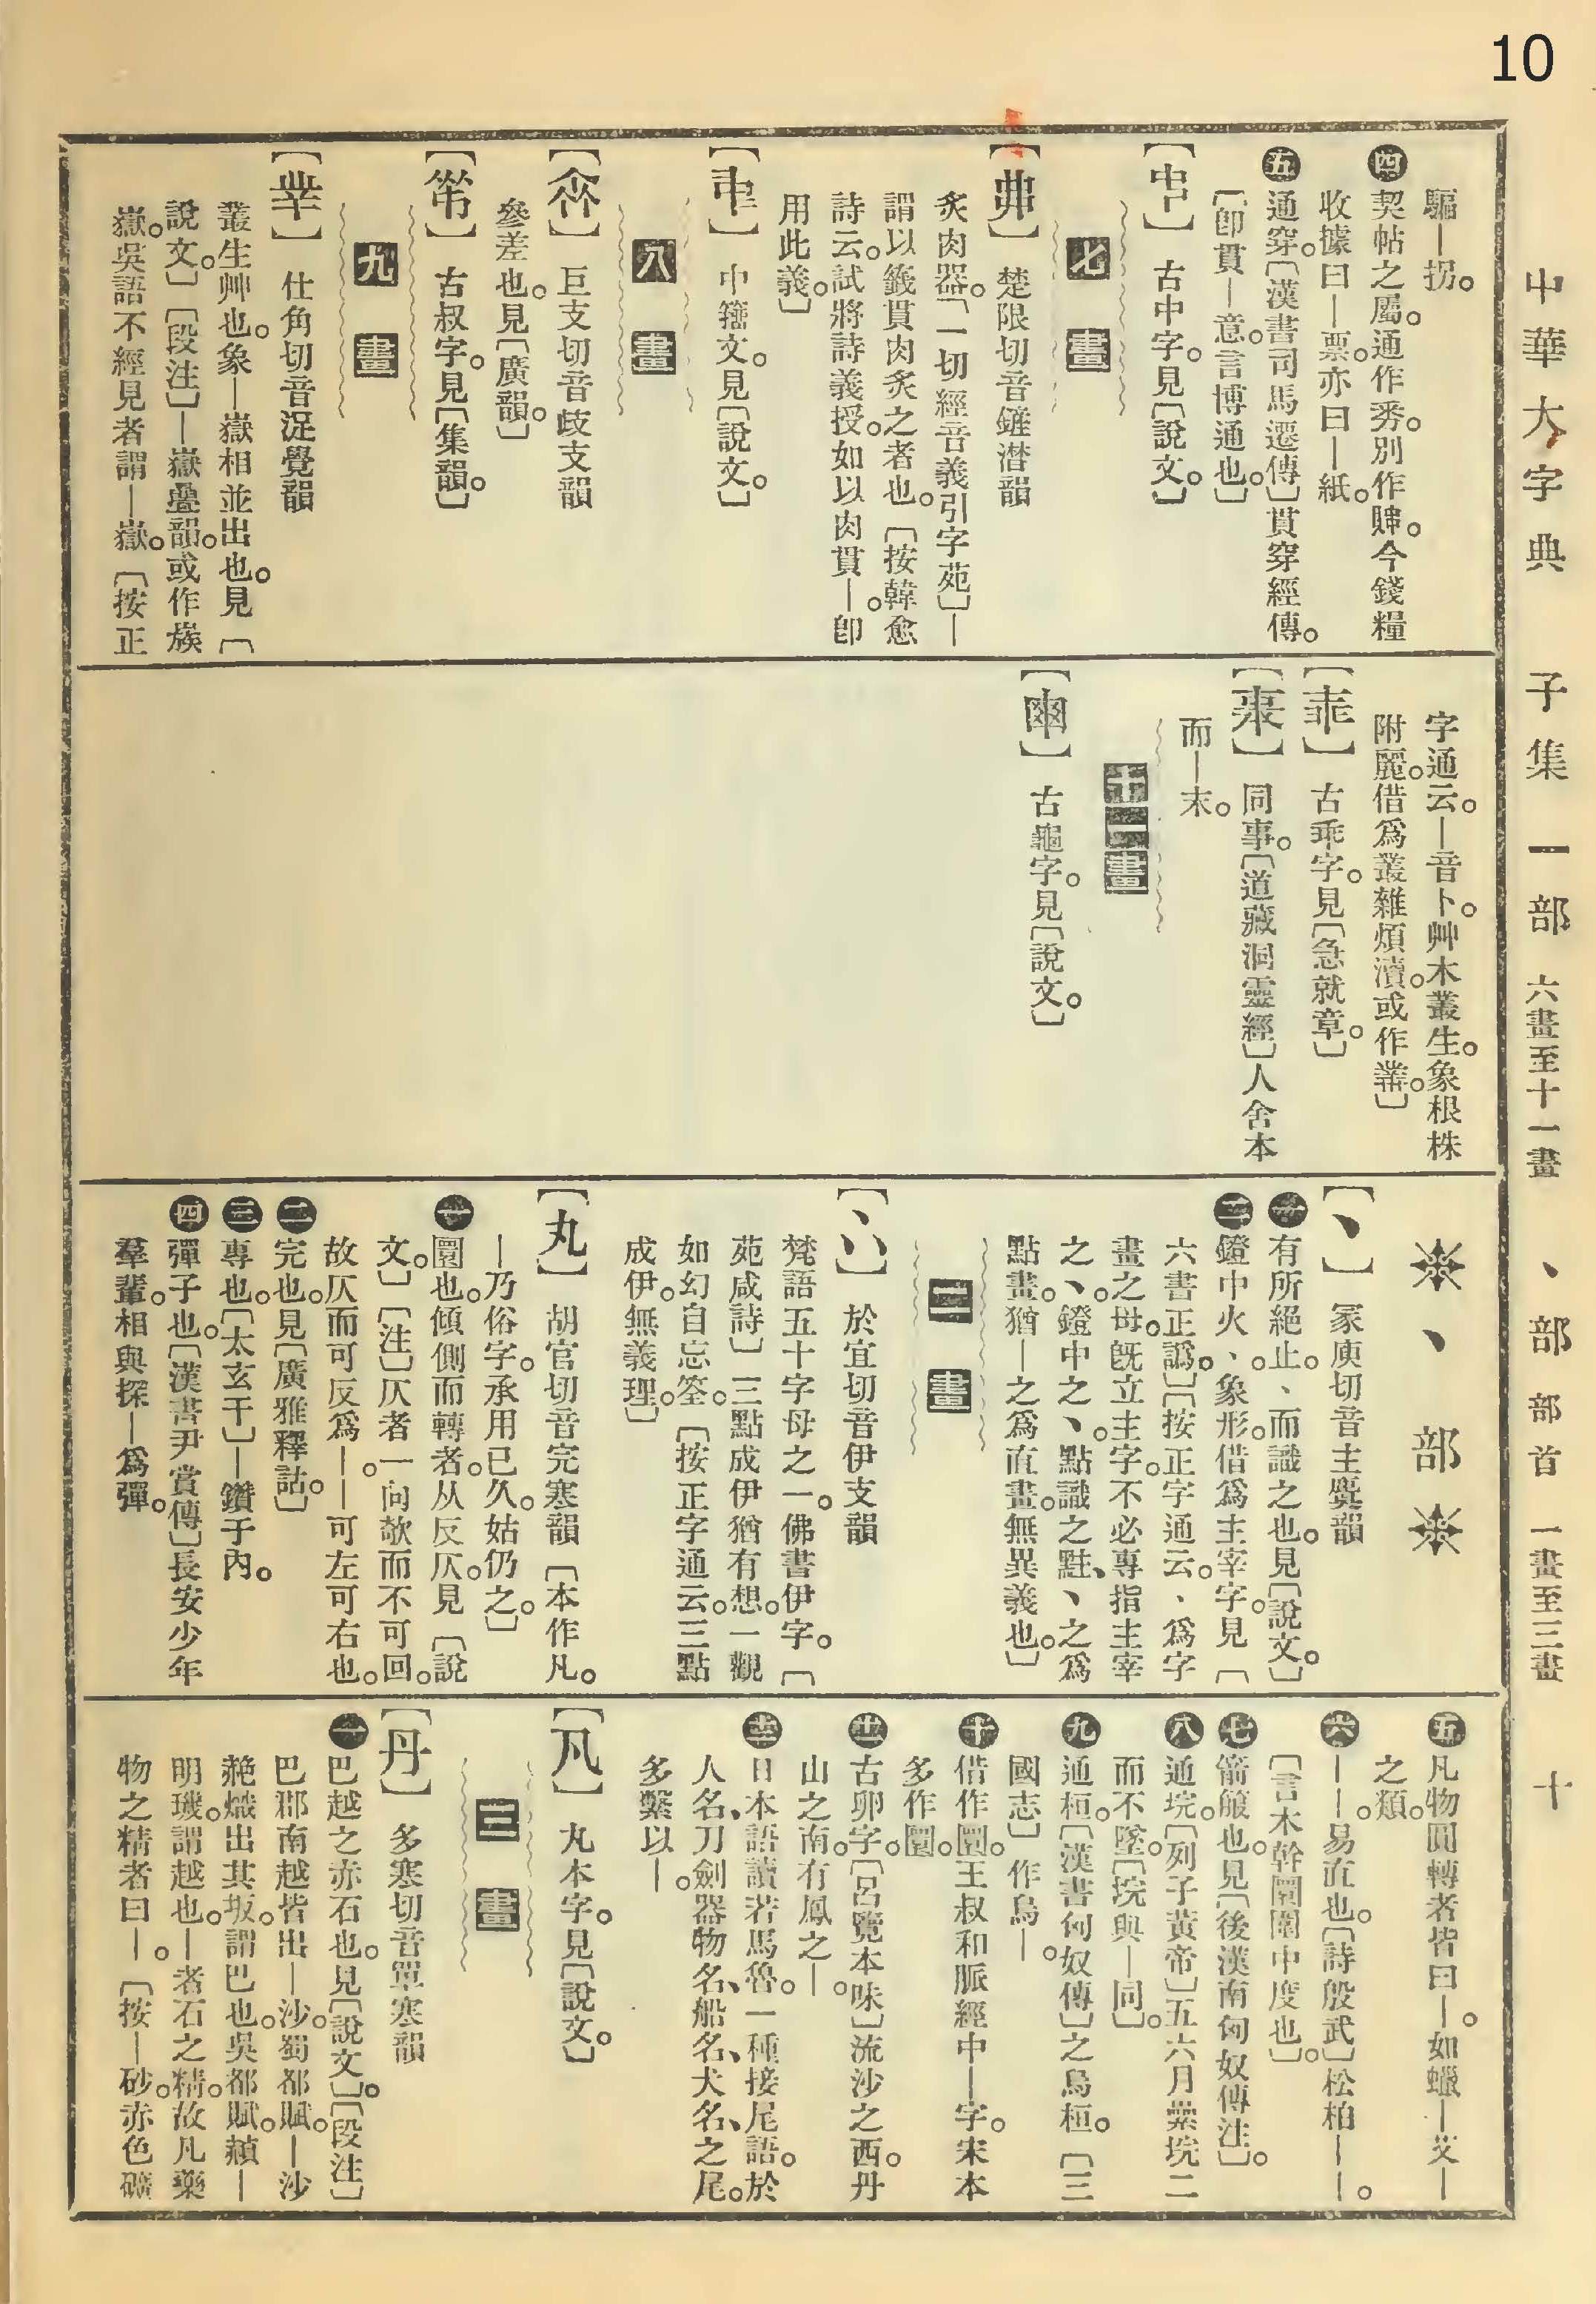 10
中華大字典 子集 一部 六畫至十一畫 丶部 部首 一畫至三畫 十
驅｜拐。
四 契帖之屬。通作㓞。別作䏁。今錢糧
收據曰｜票。亦曰｜紙。
五 通穿。〔漢書司馬遷傳〕貫穿經傳。
〔卽貫｜意。言博通也。〕
古中字。見〔說文。〕
七畫
【丳】 楚限切音鏟潸韻
炙肉器。〔一切經音義引字苑〕｜
謂以籤貫肉炙之者也。〔按韓愈
詩云。試將詩義授。如以肉貫｜。卽
用此義。〕
中籀文。見〔說文。〕
八畫
巨支切音歧支韻
參差也。見〔廣韻。〕
古叔字。見〔集韻。〕
九畫
【丵】 仕角切音浞覺韻
叢生艸也。象｜嶽相並出也。見〔
說文。〕〔段注〕｜嶽疊韻。或作蔟
嶽。吳語不經見者謂｜嶽。〔按正
字通云。｜音卜。艸木叢生。象根株
附麗。借爲叢雜煩瀆。或作菐。〕
古乖字。見〔急就章。〕
同事。〔道藏洞靈經〕人舍本
而｜末。
十二畫
古龜字。見〔說文。〕
丶部
【丶】 冢庾切音主麌韻
一 有所絕止。丶而識之也。見〔說文。〕
二 鐙中火丶。象形。借爲主宰字。見〔
六書正譌。〕〔按正字通云。丶爲字
畫之母。旣立主字。不必專指主宰
之丶。鐙中之丶。點識之黈、丶之爲
點畫。猶｜之爲直畫。無異義也。〕
二畫
於宜切音伊支韻
梵語五十字母之一。佛書伊字。〔
苑咸詩〕三點成伊猶有想。一觀
如幻自忘筌。〔按正字通云。三點
成伊。無義理。〕
【丸】 胡官切音完寒韻〔本作𠁽。
｜乃俗字。承用已久。姑仍之。〕
一 圜也。傾側而轉者。从反仄。見〔說
文。〕〔注〕仄者一向欹而不可回。
故仄而可反爲｜。｜可左可右也。
二 完也。見〔廣雅釋詁。〕
三 專也。〔太玄干〕｜鑽于內。
四 彈子也。〔漢書尹賞傳〕長安少年
羣輩。相與探｜爲彈。
五 凡物圓轉者皆曰｜。如蠟｜艾｜
之類。
六 ｜｜。易直也。〔詩殷武〕松柏｜｜。
〔言木幹圜圍中度也。〕
七 箭箙也。見〔後漢南匈奴傳注。〕
八 通垸。〔列子黃帝〕五六月纍垸二
而不墜。〔垸與｜同。〕
九 通桓。〔漢書匈奴傳〕之烏桓。〔三
國志〕作烏｜。
十 借作圜。王叔和脈經中｜字。宋本
多作圜。
十一 古卵字。〔呂覽本味〕流沙之西。丹
山之南。有鳳之｜。
十二 日本語讀若馬魯。一種接尾語。於
人名、刀劍器物名、船名、犬名、之尾。
多繫以｜。
丸本字。見〔說文。〕
三畫
【丹】 多寒切音單寒韻
一 巴越之赤石也。見〔說文。〕〔段注〕
巴郡南越皆出｜沙。蜀都賦。｜沙
赩熾出其坂。謂巴也。吳都賦。赬｜
明璣。謂越也。｜者石之精。故凡藥
物之精者曰｜。〔按｜砂。赤色礦